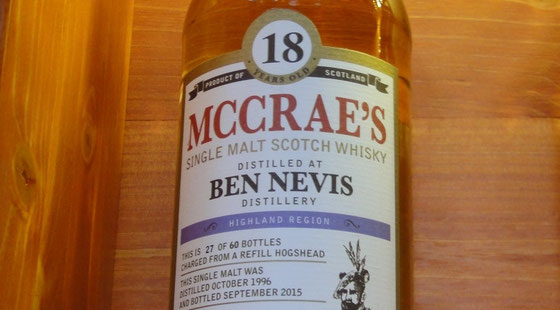 18
YEARS OLD
PRODUCT OF SCOTLAND
MCCRAE'S
SINGLE MALT SCOTCH WHISKY
DISTILLED AT
BEN NEVIS
DISTILLERY
HIGHLAND REGION
THIS IS 27 OF 60 BOTTLES
CHARGED FROM A REFILL HOGSHEAD
THIS SINGLE MALT WAS
DISTILLED OCTOBER 1996
AND BOTTLED SEPTEMBER 2015